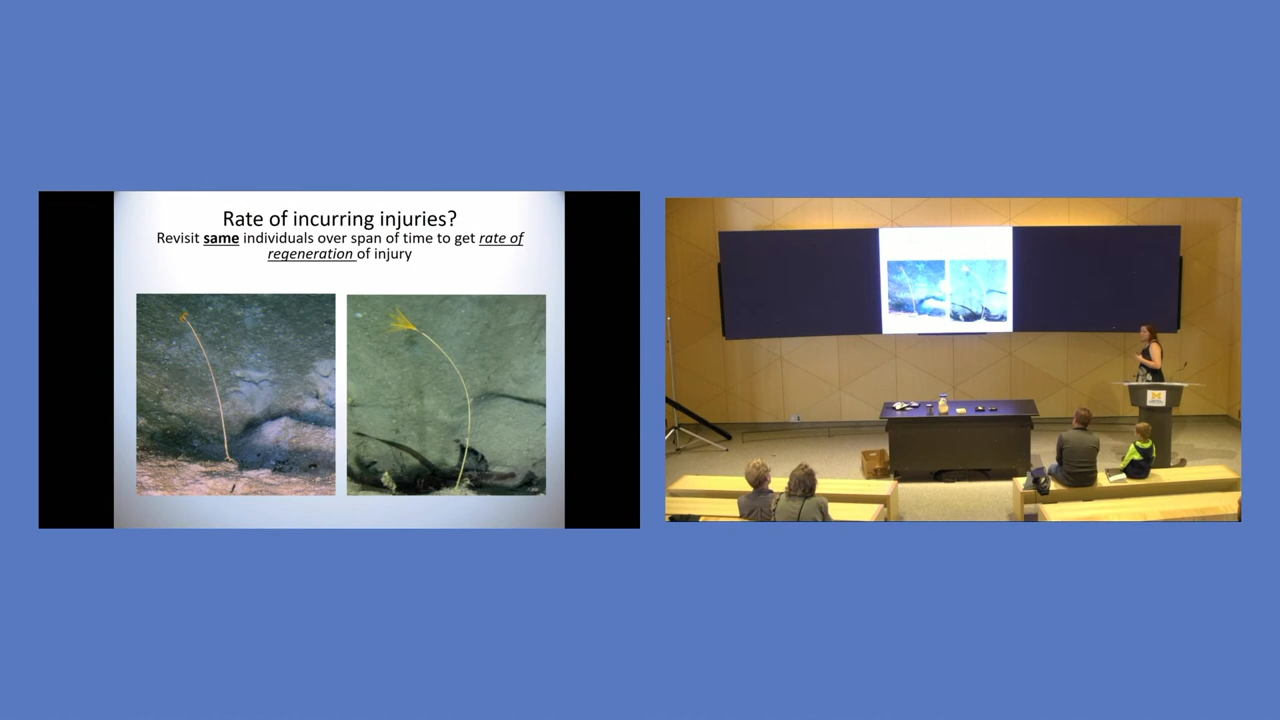 Rate of incurring injuries?
Revisit same individuals over span of time to get rate of
regeneration of injury